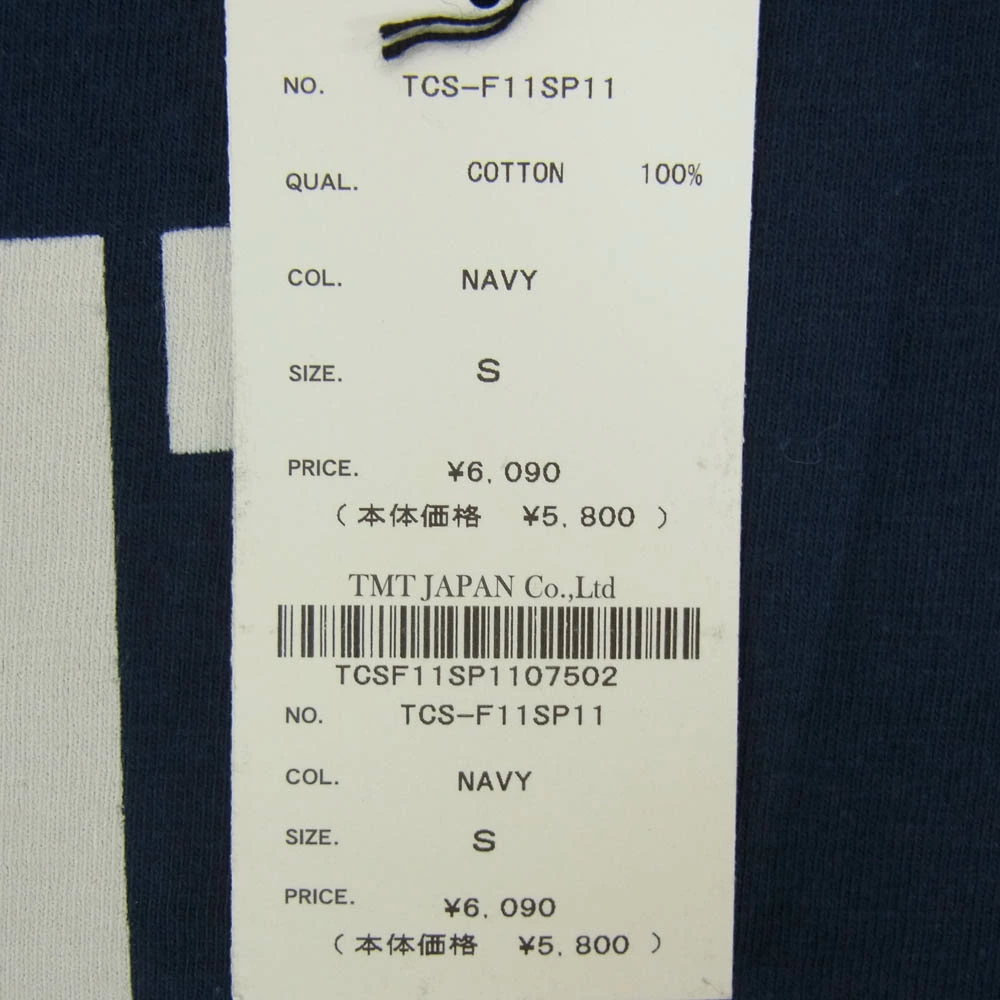 NO. TCS-F11SP11
QUAL. COTTON 100%
COL. NAVY
SIZE. S
PRICE. ¥6,090
(本体価格 ¥5,800)
TMT JAPAN Co.,Ltd
TCSF11SP1107502
NO. TCS-F11SP11
COL. NAVY
SIZE. S
PRICE. ¥6,090
(本体価格 ¥5,800)